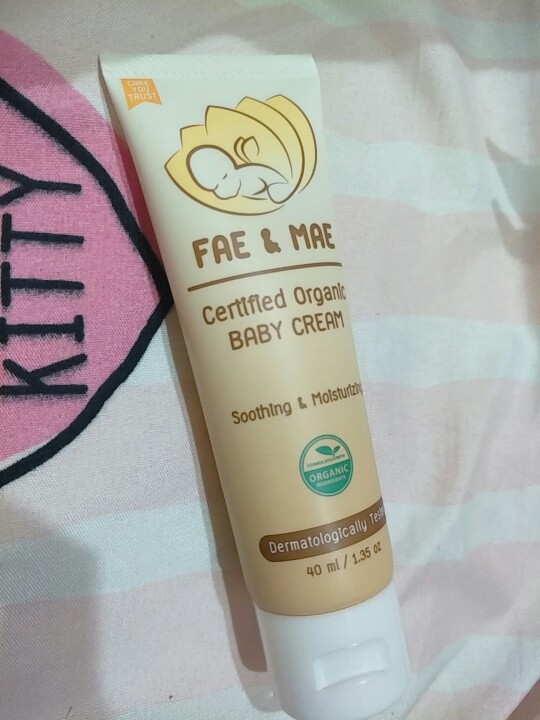 CARE
YOU
TRUST
FAE & MAE
Certified Organic
BABY CREAM
Soothing & Moisturizing
ORGANIC
INGREDIENTS
Dermatologically
40 ml / 1.35 oz
KITTY